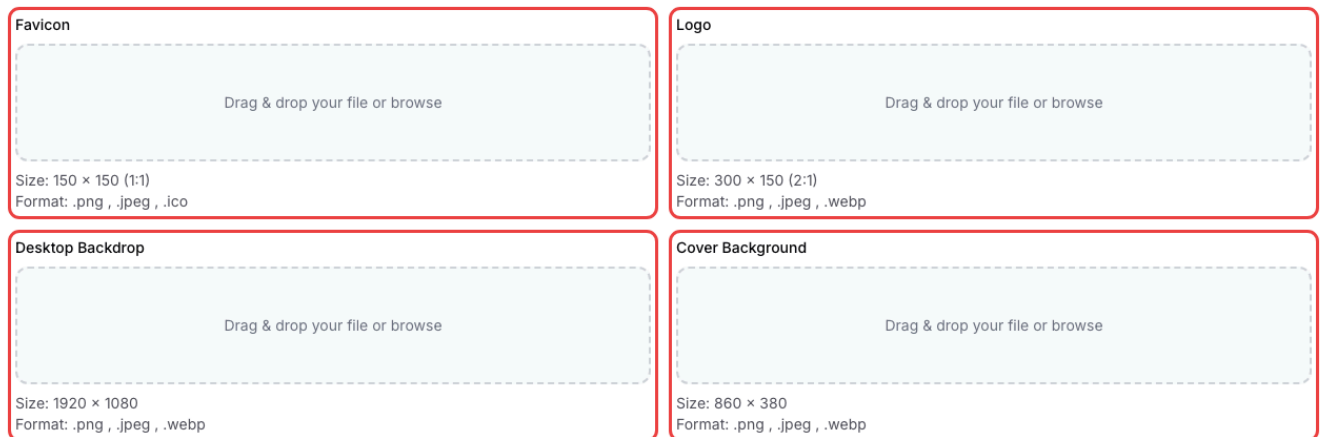 Favicon
Drag & drop your file or browse
Size: 150 × 150 (1:1)
Format: .png , .jpeg , .ico
Logo
Drag & drop your file or browse
Size: 300 × 150 (2:1)
Format: .png , .jpeg , .webp
Desktop Backdrop
Drag & drop your file or browse
Size: 1920 × 1080
Format: .png , .jpeg , .webp
Cover Background
Drag & drop your file or browse
Size: 860 × 380
Format: .png , .jpeg , .webp